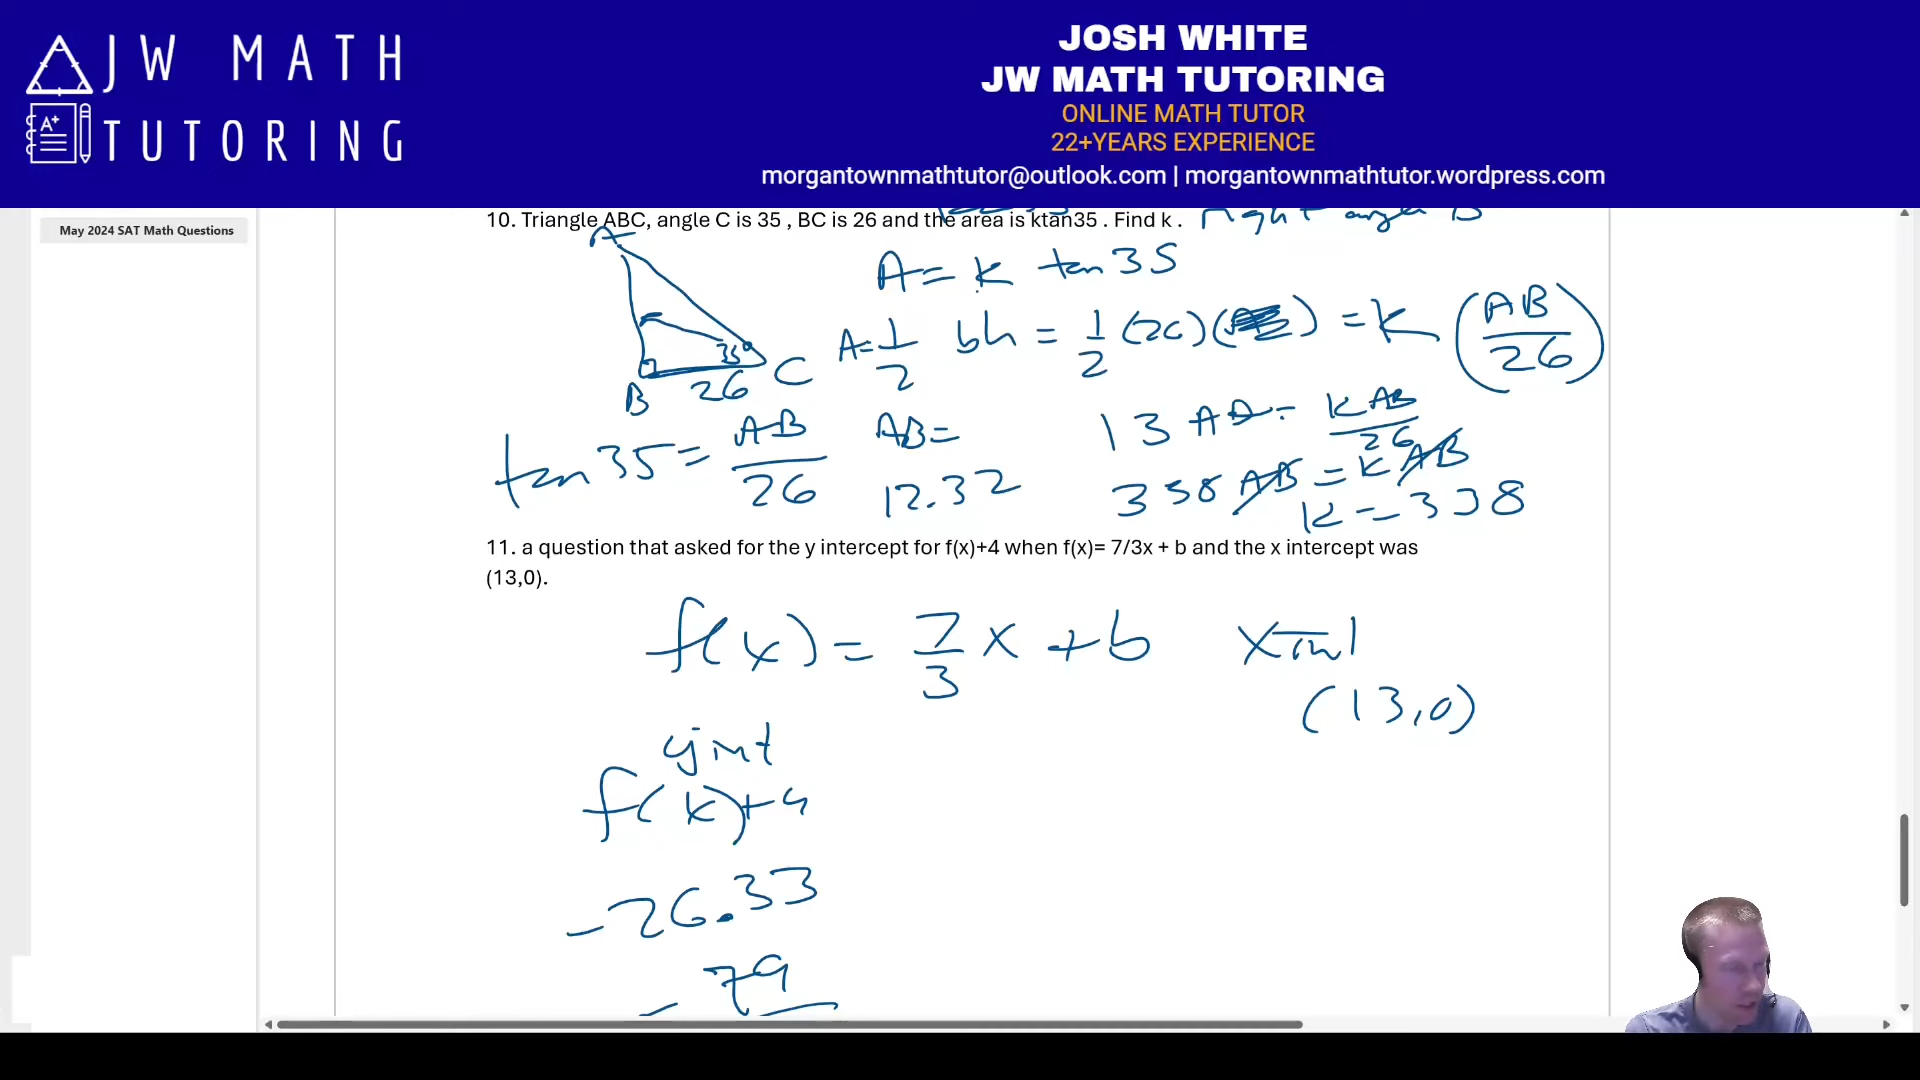 JW MATH
TUTORING
A+
JOSH WHITE
JW MATH TUTORING
ONLINE MATH TUTOR
22+YEARS EXPERIENCE
morgantownmathtutor@outlook.com | morgantownmathtutor.wordpress.com
May 2024 SAT Math Questions
10. Triangle ABC, angle C is 35 , BC is 26 and the area is ktan35 . Find k . right angle B
A
A = k tan 35
35
B 26 C
A = 1/2 bh = 1/2 (26)( ) = k (AB/26)
tan 35 = AB/26
AB =
12.32
13 AB = kAB/26
338 AB = k AB
k = 338
11. a question that asked for the y intercept for f(x)+4 when f(x)= 7/3x + b and the x intercept was
(13,0).
f(x) = 7/3 x + b
x int
(13,0)
y int
f(x)+4
-26.33
- 79